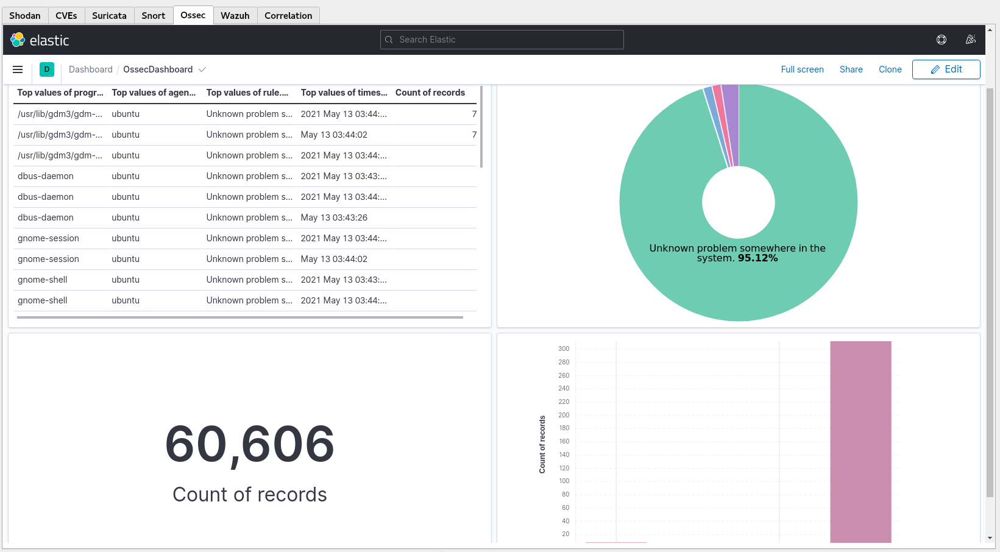 Shodan CVEs Suricata Snort Ossec Wazuh Correlation
elastic Search Elastic
D Dashboard / OssecDashboard Full screen Share Clone Edit
Top values of progr... Top values of agen... Top values of rule.... Top values of times... Count of records
/usr/lib/gdm3/gdm-... ubuntu Unknown problem s... 2021 May 13 03:44:... 7
/usr/lib/gdm3/gdm-... ubuntu Unknown problem s... May 13 03:44:02 7
/usr/lib/gdm3/gdm-... ubuntu Unknown problem s... 2021 May 13 03:44:...
dbus-daemon ubuntu Unknown problem s... 2021 May 13 03:43:...
dbus-daemon ubuntu Unknown problem s... 2021 May 13 03:44:...
dbus-daemon ubuntu Unknown problem s... May 13 03:43:26
gnome-session ubuntu Unknown problem s... 2021 May 13 03:44:...
gnome-session ubuntu Unknown problem s... May 13 03:44:02
gnome-shell ubuntu Unknown problem s... 2021 May 13 03:43:...
gnome-shell ubuntu Unknown problem s... 2021 May 13 03:44:...
Unknown problem somewhere in the
system. 95.12%
60,606
Count of records
Count of records
300
280
260
240
220
200
180
160
140
120
100
80
60
40
20